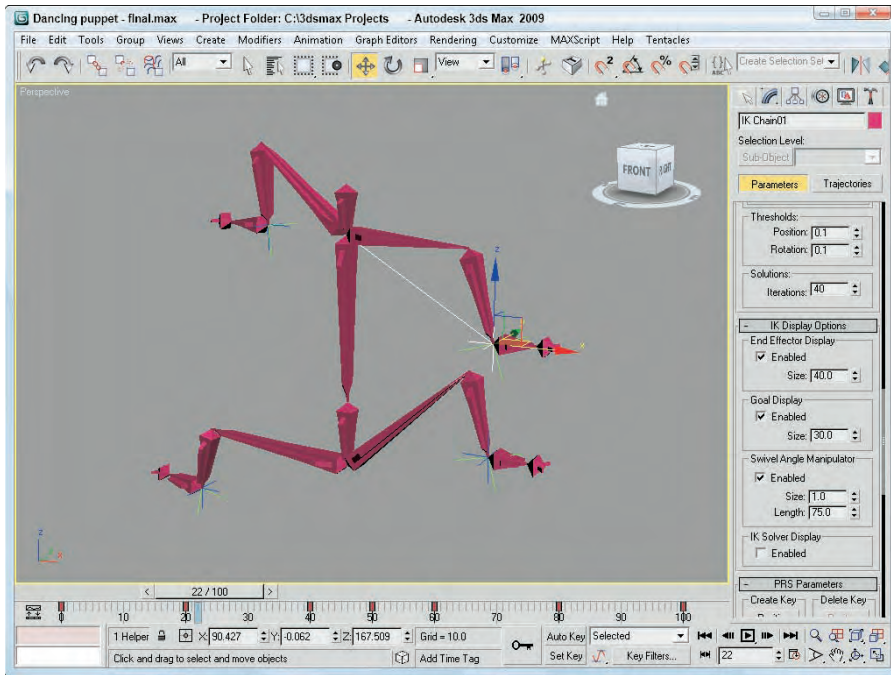 Dancing puppet - final.max - Project Folder: C:\3dsmax Projects - Autodesk 3ds Max 2009
File Edit Tools Group Views Create Modifiers Animation Graph Editors Rendering Customize MAXScript Help Tentacles
All View Create Selection Sel
Perspective
FRONT
IK Chain01
Selection Level:
Sub-Object
Parameters Trajectories
Thresholds:
Position: 0.1
Rotation: 0.1
Solutions:
Iterations: 40
- IK Display Options
End Effector Display
Enabled
Size: 40.0
Goal Display
Enabled
Size: 30.0
Swivel Angle Manipulator
Enabled
Size: 1.0
Length: 75.0
IK Solver Display
Enabled
- PRS Parameters
Create Key Delete Key
z
x
z
x
< 22 / 100 >
0 10 20 30 40 50 60 70 80 90 100
1 Helper X: 90.427 Y: -0.062 Z: 167.509 Grid = 10.0 Auto Key Selected
Click and drag to select and move objects Add Time Tag Set Key Key Filters... 22